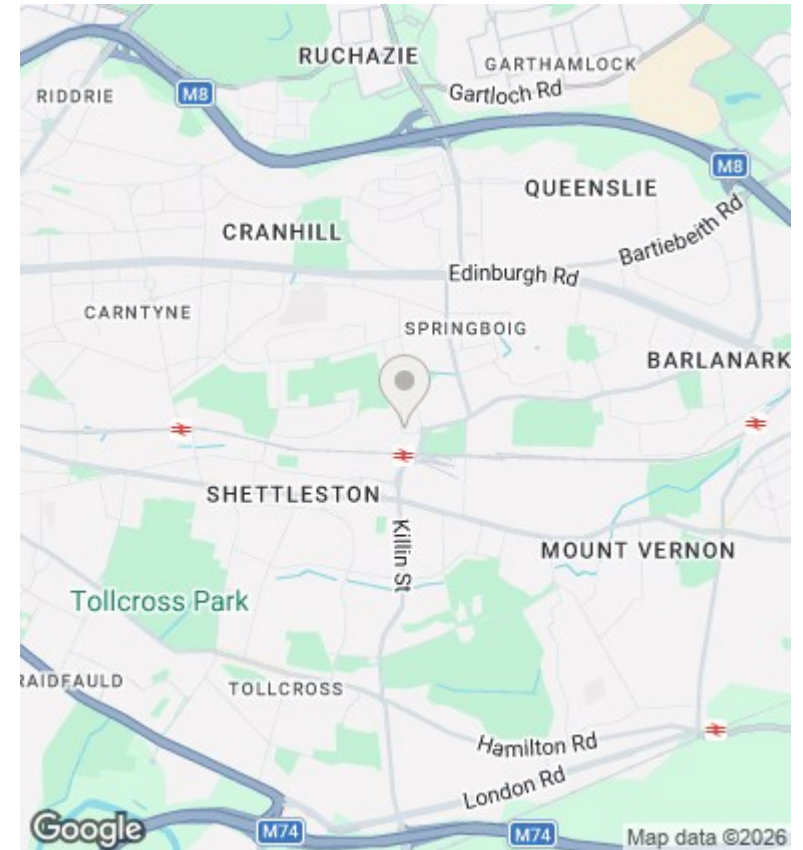 RUCHAZIE
GARTHAMLOCK
RIDDRIE
M8
Gartloch Rd
M8
QUEENSLIE
CRANHILL
Bartiebeith Rd
Edinburgh Rd
CARNTYNE
SPRINGBOIG
BARLANARK
SHETTLESTON
Killin St
MOUNT VERNON
Tollcross Park
RAIDFAULD
TOLLCROSS
Hamilton Rd
London Rd
Google
M74
M74
Map data ©2026